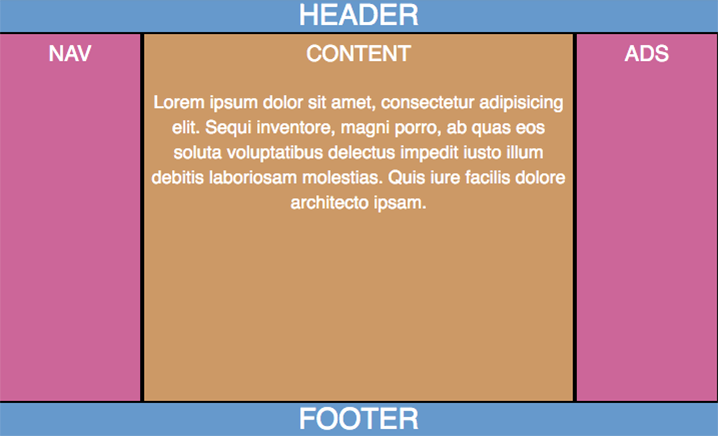 HEADER
NAV
CONTENT
ADS
Lorem ipsum dolor sit amet, consectetur adipisicing
elit. Sequi inventore, magni porro, ab quas eos
soluta voluptatibus delectus impedit iusto illum
debitis laboriosam molestias. Quis iure facilis dolore
architecto ipsam.
FOOTER